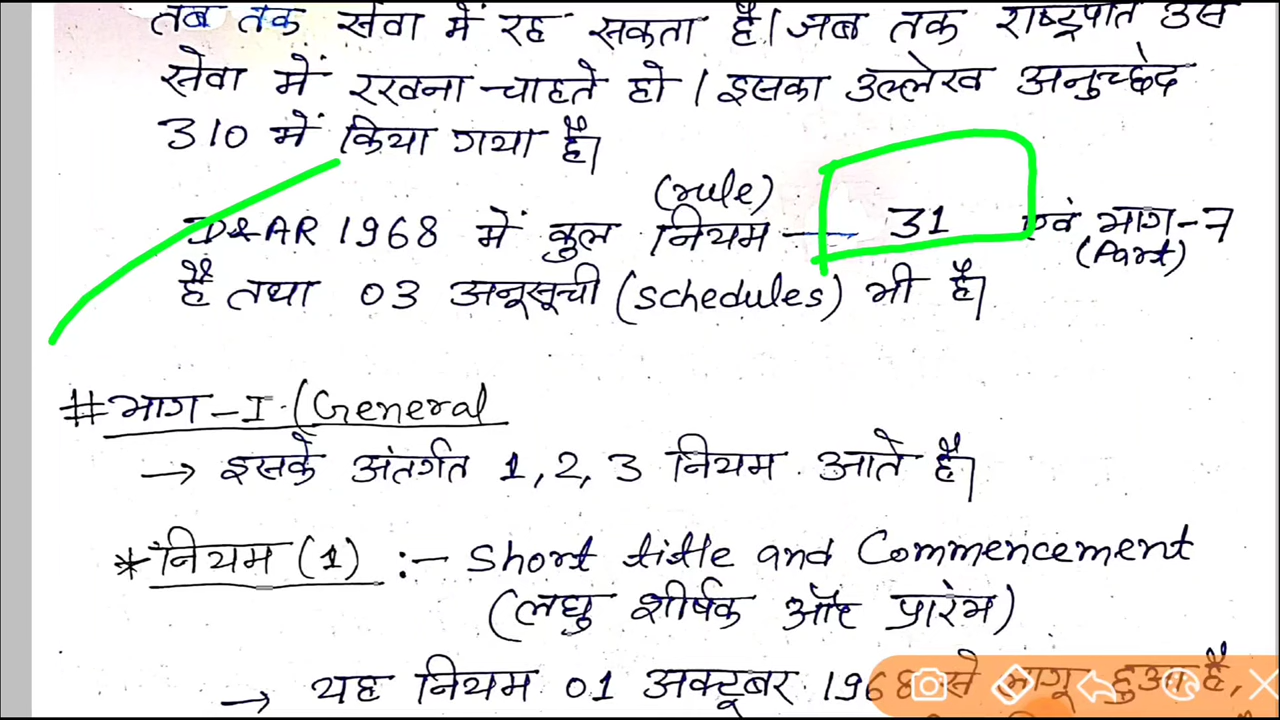 तब तक सेवा में रह सकता है। जब तक राष्ट्रपति उसे
सेवा में रखना चाहते हो। इसका उल्लेख अनुच्छेद
310 में किया गया है।
(rule)
D&AR 1968 में कुल नियम — 31 एवं भाग-7
(Part)
हैं तथा 03 अनूसूची (schedules) भी है।
# भाग-I.(General
→ इसके अंतर्गत 1, 2, 3 नियम आते है।
* नियम (1) :- Short title and Commencement
(लघु शीर्षक और प्रारंभ)
→ यह नियम 01 अक्टूबर 1968 से लागू हुआ है,